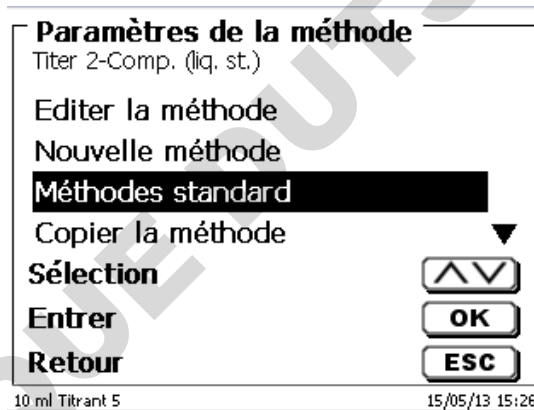 Paramètres de la méthode
Titer 2-Comp. (liq. st.)
Editer la méthode
Nouvelle méthode
Méthodes standard
Copier la méthode
Sélection
Entrer OK
Retour ESC
10 ml Titrant 5 15/05/13 15:26